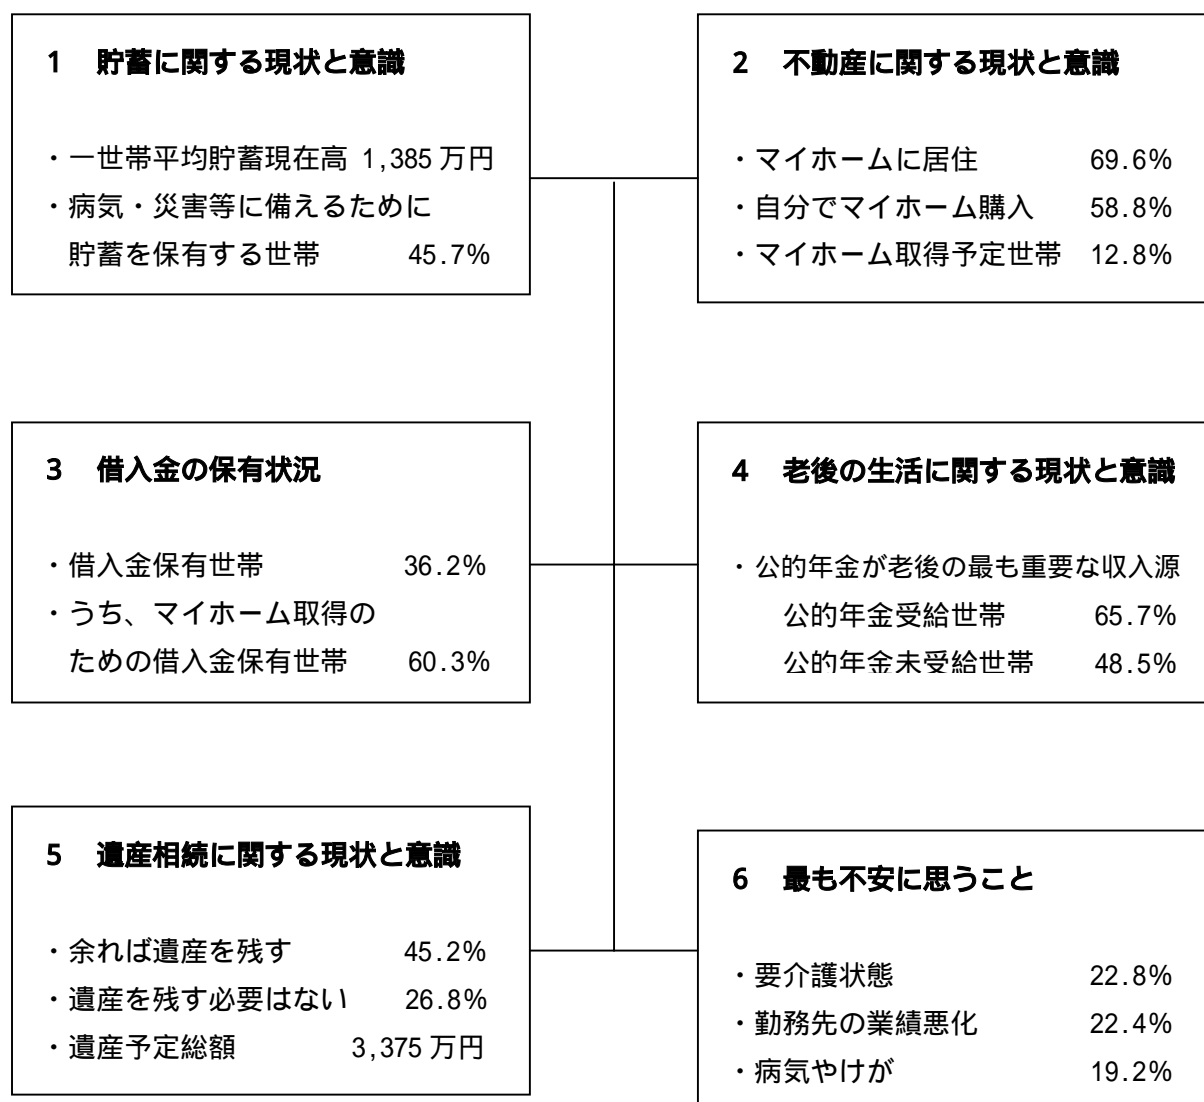 1 貯蓄に関する現状と意識
・一世帯平均貯蓄現在高 1,385万円
・病気・災害等に備えるために
貯蓄を保有する世帯 45.7%
2 不動産に関する現状と意識
・マイホームに居住 69.6%
・自分でマイホーム購入 58.8%
・マイホーム取得予定世帯 12.8%
3 借入金の保有状況
・借入金保有世帯 36.2%
・うち、マイホーム取得の
ための借入金保有世帯 60.3%
4 老後の生活に関する現状と意識
・公的年金が老後の最も重要な収入源
公的年金受給世帯 65.7%
公的年金未受給世帯 48.5%
5 遺産相続に関する現状と意識
・余れば遺産を残す 45.2%
・遺産を残す必要はない 26.8%
・遺産予定総額 3,375万円
6 最も不安に思うこと
・要介護状態 22.8%
・勤務先の業績悪化 22.4%
・病気やけが 19.2%